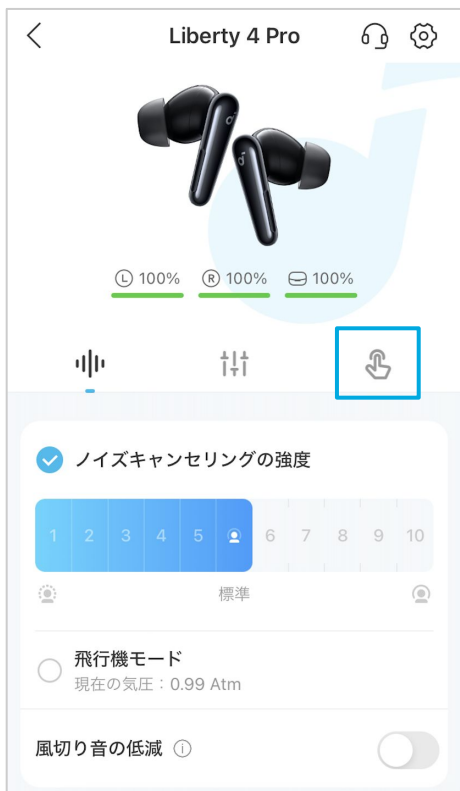 Liberty 4 Pro
L 100% R 100% 100%
ノイズキャンセリングの強度
1 2 3 4 5 6 7 8 9 10
標準
飛行機モード
現在の気圧：0.99 Atm
風切り音の低減